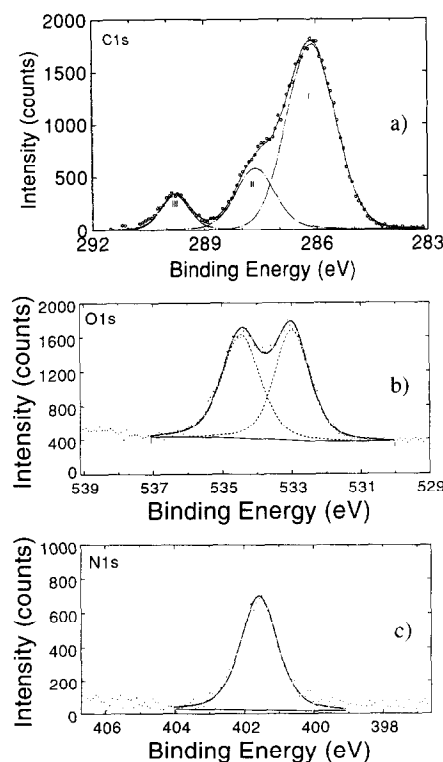 2000
C1s
1500
I
a)
1000
500
II
III
0
292 289 286 283
Intensity (counts)
Binding Energy (eV)
2000
O1s
1600
b)
1200
800
400
0
539 537 535 533 531 529
Intensity (counts)
Binding Energy (eV)
1000
N1s
800
600
c)
400
200
0
406 404 402 400 398
Intensity (counts)
Binding Energy (eV)